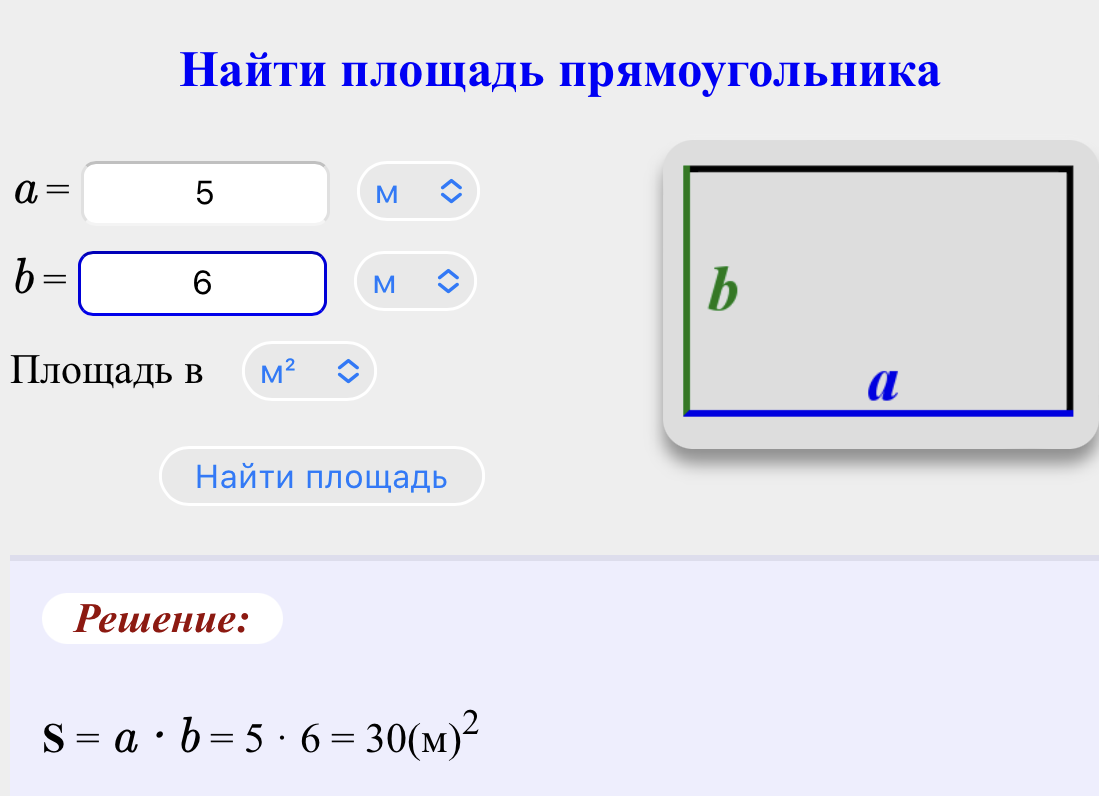 Найти площадь прямоугольника
a = 5 м
b = 6 м
Площадь в м²
Найти площадь
b
a
Решение:
S = a · b = 5 · 6 = 30(м)²